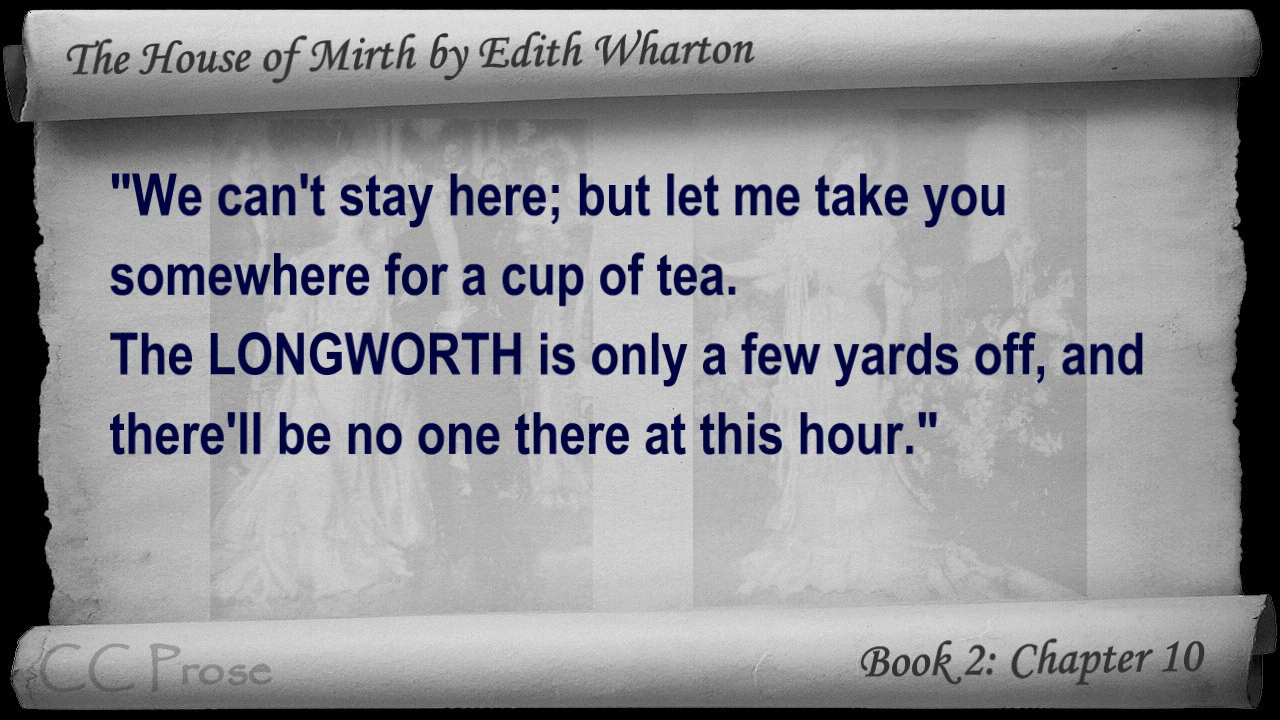 The House of Mirth by Edith Wharton
"We can't stay here; but let me take you
somewhere for a cup of tea.
The LONGWORTH is only a few yards off, and
there'll be no one there at this hour."
CC Prose
Book 2: Chapter 10